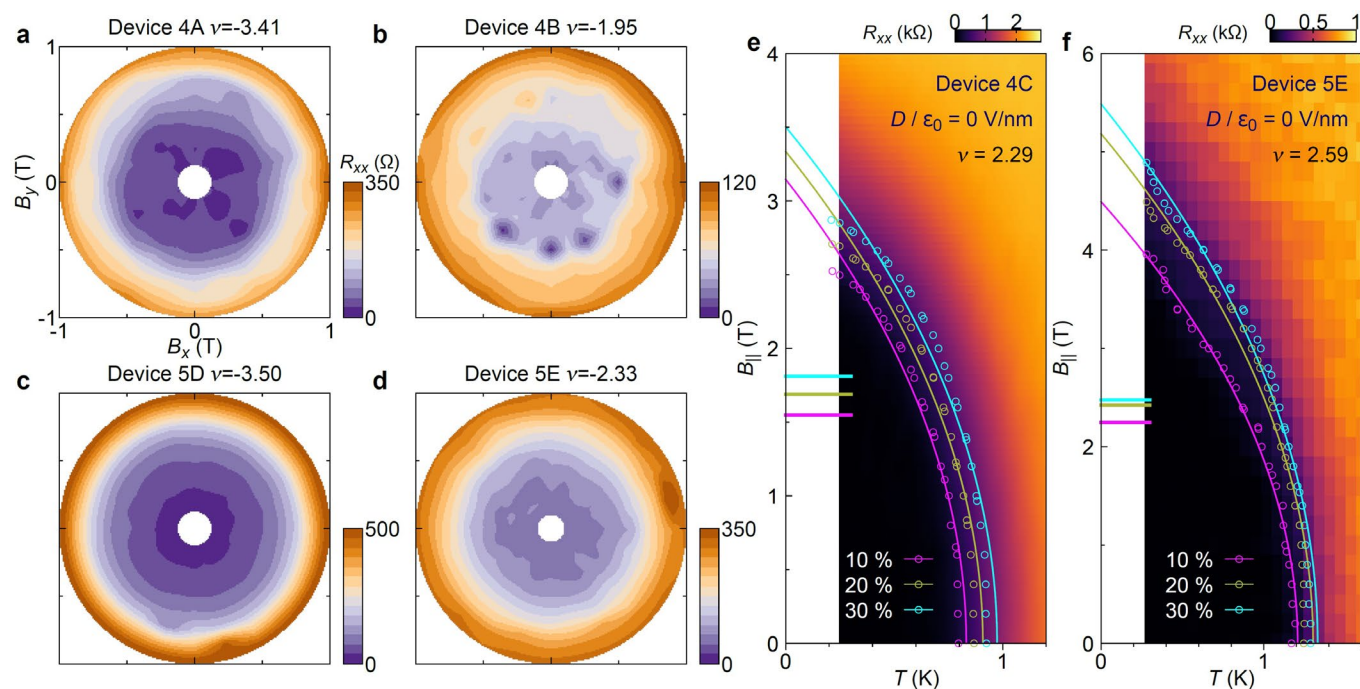 Device 4A ν=-3.41
a
1
B_y (T)
0
-1
-1
0
1
B_x (T)
R_xx (Ω)
350
0
Device 4B ν=-1.95
b
120
0
Device 5D ν=-3.50
c
500
0
Device 5E ν=-2.33
d
350
0
R_xx (kΩ)
0 1 2
e
4
3
2
1
0
B_|| (T)
Device 4C
D / ε₀ = 0 V/nm
ν = 2.29
10 %
20 %
30 %
0
1
T (K)
R_xx (kΩ)
0 0.5 1
f
6
4
2
0
B_|| (T)
Device 5E
D / ε₀ = 0 V/nm
ν = 2.59
10 %
20 %
30 %
0
1
T (K)